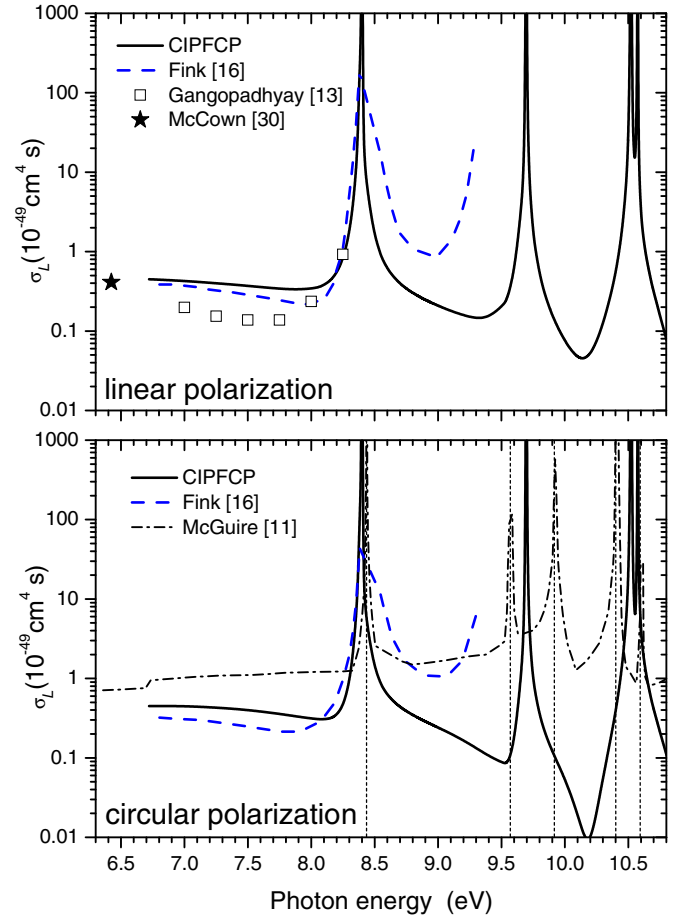 1000
100
10
1
0.1
0.01
σL(10-49cm4 s)
CIPFCP
Fink [16]
Gangopadhyay [13]
McCown [30]
linear polarization
1000
100
10
1
0.1
0.01
σL(10-49cm4 s)
CIPFCP
Fink [16]
McGuire [11]
circular polarization
6.5 7.0 7.5 8.0 8.5 9.0 9.5 10.0 10.5
Photon energy (eV)